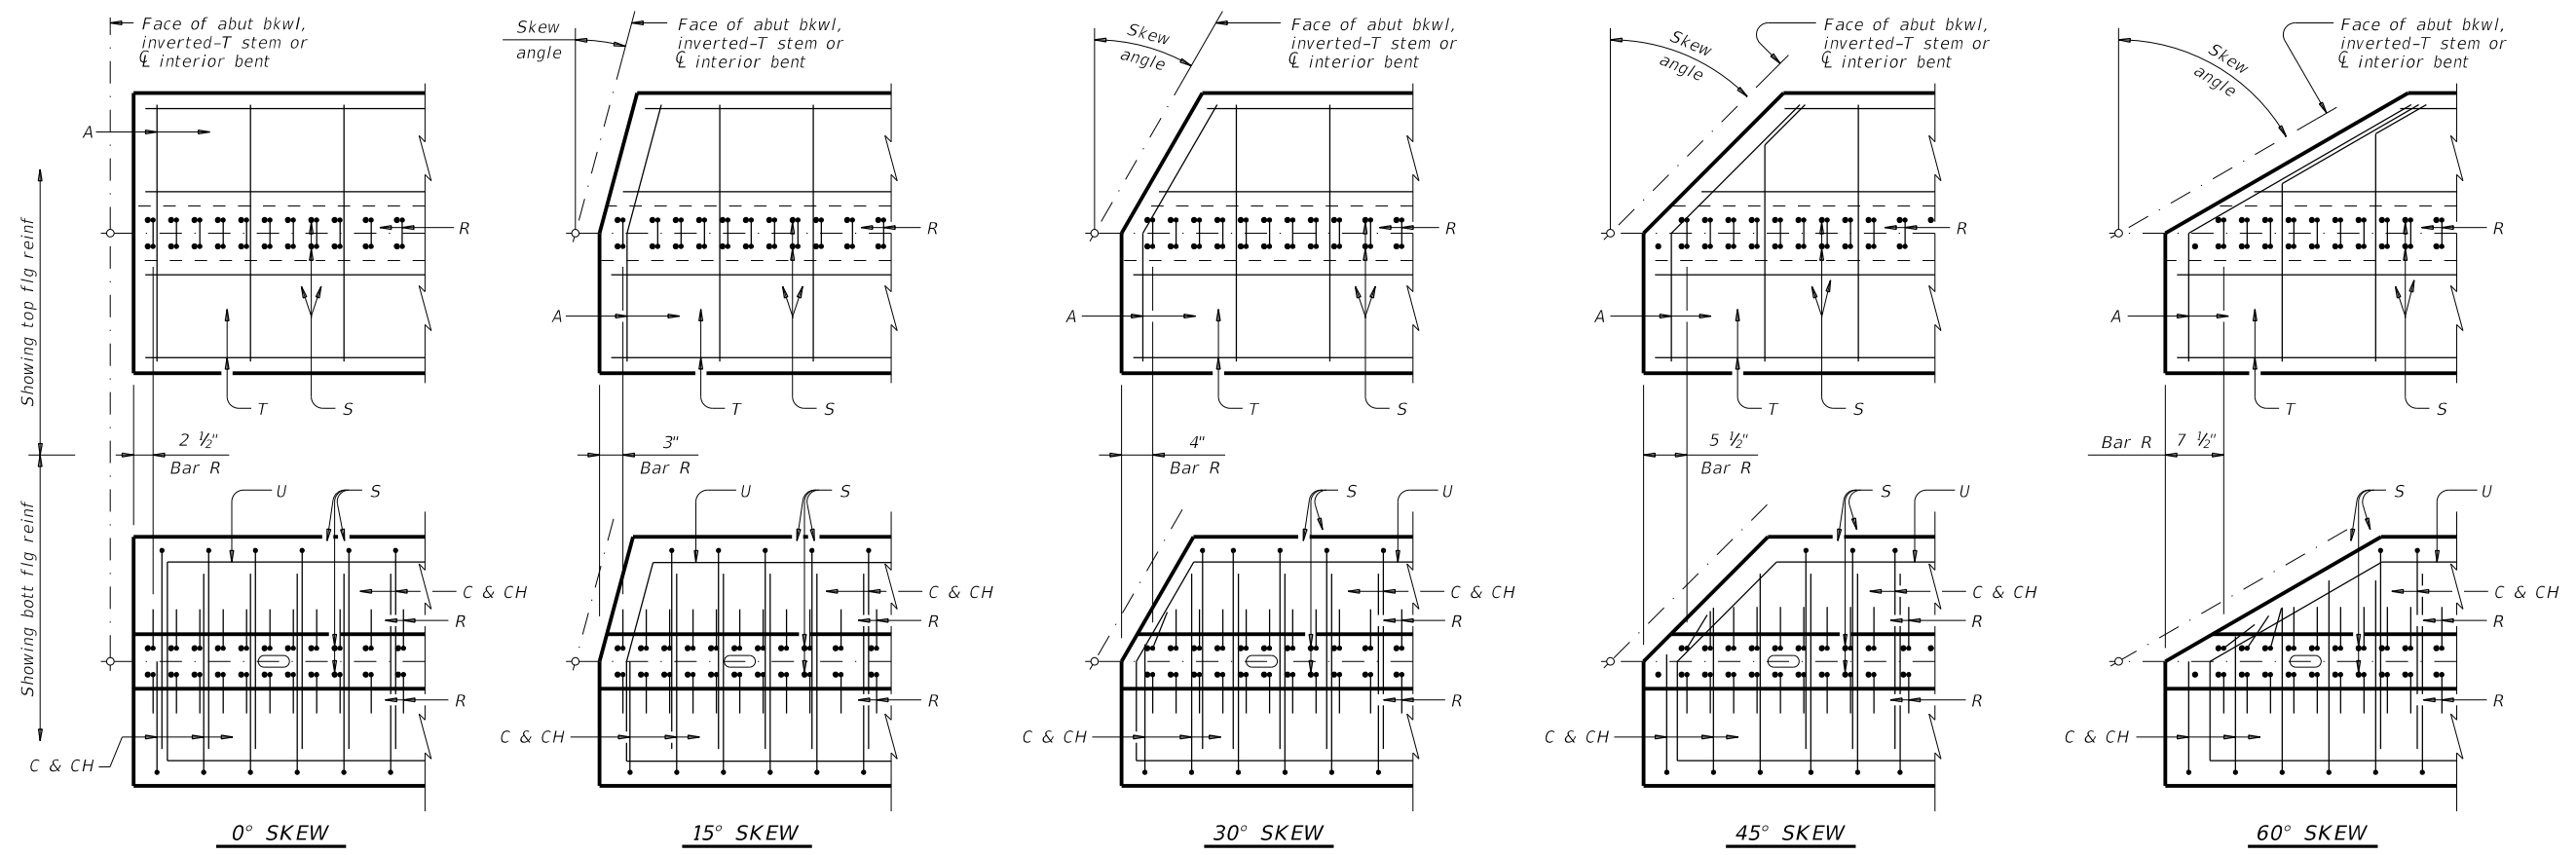 Face of abut bkwl,
inverted-T stem or
℄ interior bent
A
R
T
S
2 ½"
Bar R
U
S
C & CH
R
R
C & CH
0° SKEW
Showing top flg reinf
Showing bott flg reinf
Skew
angle
Face of abut bkwl,
inverted-T stem or
℄ interior bent
R
A
T
S
3"
Bar R
U
S
C & CH
R
R
C & CH
15° SKEW
Skew
angle
Face of abut bkwl,
inverted-T stem or
℄ interior bent
R
A
T
S
4"
Bar R
S
U
C & CH
R
R
C & CH
30° SKEW
Skew
angle
Face of abut bkwl,
inverted-T stem or
℄ interior bent
R
A
T
S
5 ½"
Bar R
S
U
C & CH
R
R
C & CH
45° SKEW
Skew
angle
Face of abut bkwl,
inverted-T stem or
℄ interior bent
R
A
T
S
Bar R 7 ½"
S
U
C & CH
R
R
C & CH
60° SKEW